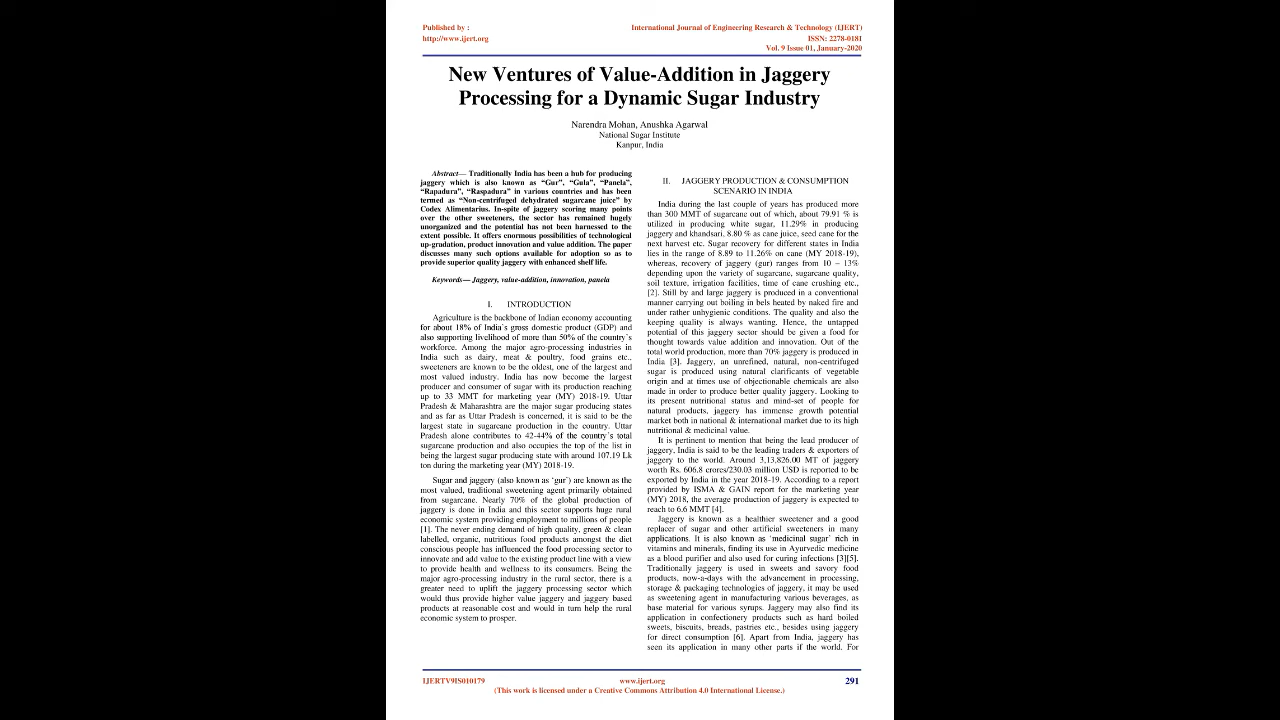 Published by :
http://www.ijert.org
International Journal of Engineering Research & Technology (IJERT)
ISSN: 2278-0181
Vol. 9 Issue 01, January-2020
New Ventures of Value-Addition in Jaggery
Processing for a Dynamic Sugar Industry
Narendra Mohan, Anushka Agarwal
National Sugar Institute
Kanpur, India
Abstract— Traditionally India has been a hub for producing
jaggery which is also known as “Gur”, “Gula”, “Panela”,
“Rapadura”, “Raspadura” in various countries and has been
termed as “Non-centrifuged dehydrated sugarcane juice” by
Codex Alimentarius. In-spite of jaggery scoring many points
over the other sweeteners, the sector has remained hugely
unorganized and the potential has not been harnessed to the
extent possible. It offers enormous possibilities of technological
up-gradation, product innovation and value addition. The paper
discusses many such options available for adoption so as to
provide superior quality jaggery with enhanced shelf life.
Keywords— Jaggery, value-addition, innovation, panela
I. INTRODUCTION
Agriculture is the backbone of Indian economy accounting
for about 18% of India's gross domestic product (GDP) and
also supporting livelihood of more than 50% of the country's
workforce. Among the major agro-processing industries in
India such as dairy, meat & poultry, food grains etc.,
sweeteners are known to be the oldest, one of the largest and
most valued industry. India has now become the largest
producer and consumer of sugar with its production reaching
up to 33 MMT for marketing year (MY) 2018-19. Uttar
Pradesh & Maharashtra are the major sugar producing states
and as far as Uttar Pradesh is concerned, it is said to be the
largest state in sugarcane production in the country. Uttar
Pradesh alone contributes to 42-44% of the country's total
sugarcane production and also occupies the top of the list in
being the largest sugar producing state with around 107.19 Lk
ton during the marketing year (MY) 2018-19.
Sugar and jaggery (also known as ‘gur’) are known as the
most valued, traditional sweetening agent primarily obtained
from sugarcane. Nearly 70% of the global production of
jaggery is done in India and this sector supports huge rural
economic system providing employment to millions of people
[1]. The never ending demand of high quality, green & clean
labelled, organic, nutritious food products amongst the diet
conscious people has influenced the food processing sector to
innovate and add value to the existing product line with a view
to provide health and wellness to its consumers. Being the
major agro-processing industry in the rural sector, there is a
greater need to uplift the jaggery processing sector which
would thus provide higher value jaggery and jaggery based
products at reasonable cost and would in turn help the rural
economic system to prosper.
II. JAGGERY PRODUCTION & CONSUMPTION
SCENARIO IN INDIA
India during the last couple of years has produced more
than 300 MMT of sugarcane out of which, about 79.91 % is
utilized in producing white sugar, 11.29% in producing
jaggery and khandsari, 8.80 % as cane juice, seed cane for the
next harvest etc. Sugar recovery for different states in India
lies in the range of 8.89 to 11.26% on cane (MY 2018-19),
whereas, recovery of jaggery (gur) ranges from 10 – 13%
depending upon the variety of sugarcane, sugarcane quality,
soil texture, irrigation facilities, time of cane crushing etc.,
[2]. Still by and large jaggery is produced in a conventional
manner carrying out boiling in bels heated by naked fire and
under rather unhygienic conditions. The quality and also the
keeping quality is always wanting. Hence, the untapped
potential of this jaggery sector should be given a food for
thought towards value addition and innovation. Out of the
total world production, more than 70% jaggery is produced in
India [3]. Jaggery, an unrefined, natural, non-centrifuged
sugar is produced using natural clarificants of vegetable
origin and at times use of objectionable chemicals are also
made in order to produce better quality jaggery. Looking to
its present nutritional status and mind-set of people for
natural products, jaggery has immense growth potential
market both in national & international market due to its high
nutritional & medicinal value.
It is pertinent to mention that being the lead producer of
jaggery, India is said to be the leading traders & exporters of
jaggery to the world. Around 3,13,826.00 MT of jaggery
worth Rs. 606.8 crores/230.03 million USD is reported to be
exported by India in the year 2018-19. According to a report
provided by ISMA & GAIN report for the marketing year
(MY) 2018, the average production of jaggery is expected to
reach to 6.6 MMT [4].
Jaggery is known as a healthier sweetener and a good
replacer of sugar and other artificial sweeteners in many
applications. It is also known as ‘medicinal sugar’ rich in
vitamins and minerals, finding its use in Ayurvedic medicine
as a blood purifier and also used for curing infections [3][5].
Traditionally jaggery is used in sweets and savory food
products, now-a-days with the advancement in processing,
storage & packaging technologies of jaggery, it may be used
as sweetening agent in manufacturing various beverages, as
base material for various syrups. Jaggery may also find its
application in confectionery products such as hard boiled
sweets, biscuits, breads, pastries etc., besides using jaggery
for direct consumption [6]. Apart from India, jaggery has
seen its application in many other parts if the world. For
IJERTV9IS010179
www.ijert.org
(This work is licensed under a Creative Commons Attribution 4.0 International License.)
291